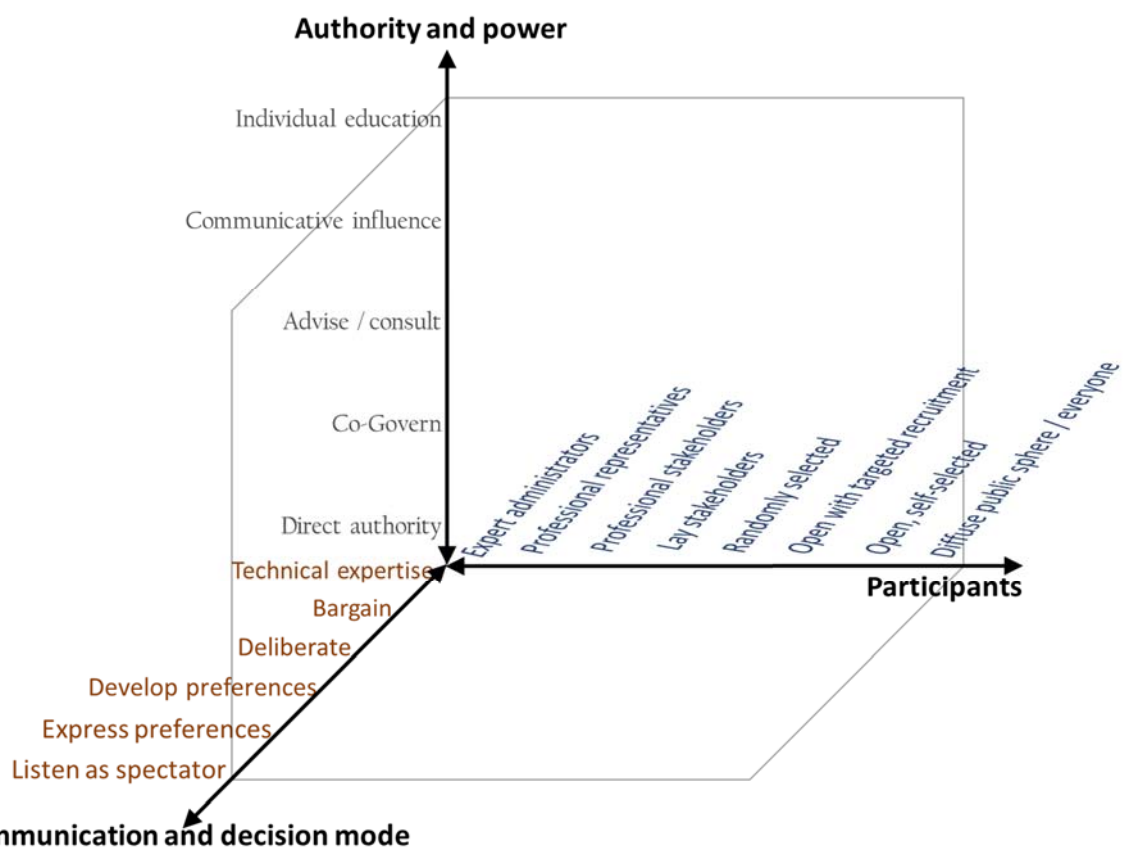 Authority and power
Individual education
Communicative influence
Advise / consult
Co-Govern
Direct authority
Expert administrators
Professional representatives
Professional stakeholders
Lay stakeholders
Randomly selected
Open with targeted recruitment
Open, self-selected
Diffuse public sphere / everyone
Participants
Technical expertise
Bargain
Deliberate
Develop preferences
Express preferences
Listen as spectator
mmunication and decision mode